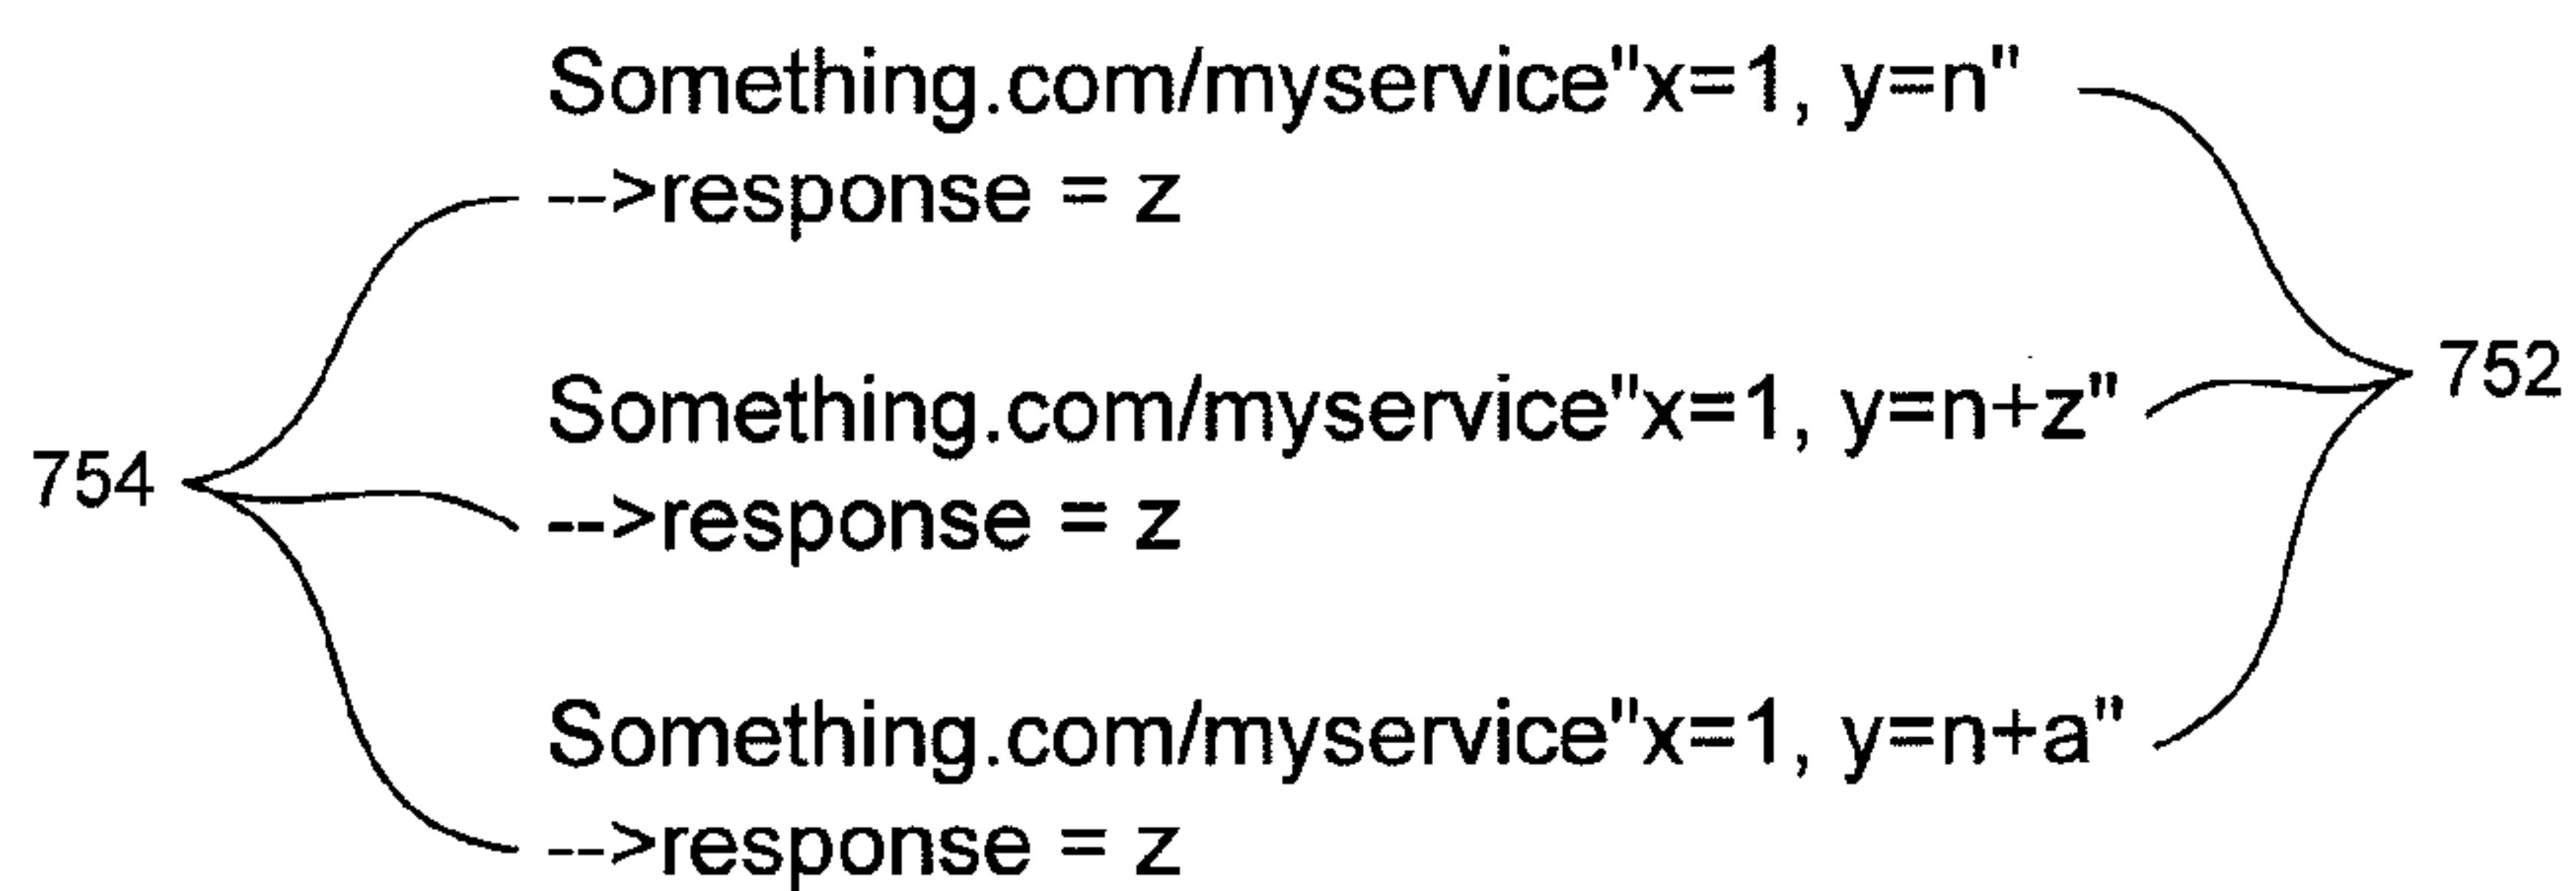 Something.com/myservice"x=1, y=n"
-->response = z
752
Something.com/myservice"x=1, y=n+z"
754
-->response = z
Something.com/myservice"x=1, y=n+a"
-->response = z